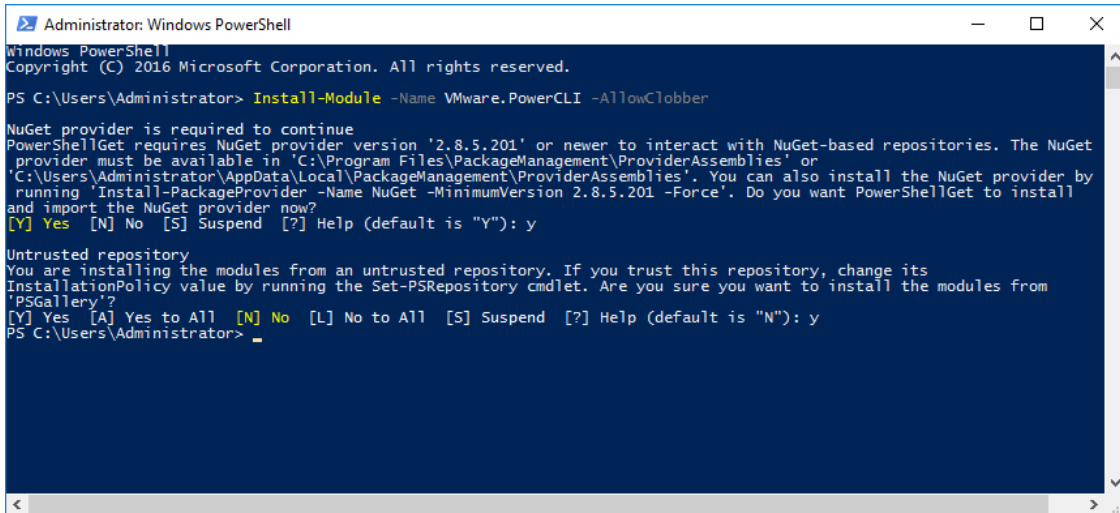 Administrator: Windows PowerShell
Windows PowerShell
Copyright (C) 2016 Microsoft Corporation. All rights reserved.
PS C:\Users\Administrator> Install-Module -Name VMware.PowerCLI -AllowClobber
NuGet provider is required to continue
PowerShellGet requires NuGet provider version '2.8.5.201' or newer to interact with NuGet-based repositories. The NuGet
provider must be available in 'C:\Program Files\PackageManagement\ProviderAssemblies' or
'C:\Users\Administrator\AppData\Local\PackageManagement\ProviderAssemblies'. You can also install the NuGet provider by
running 'Install-PackageProvider -Name NuGet -MinimumVersion 2.8.5.201 -Force'. Do you want PowerShellGet to install
and import the NuGet provider now?
[Y] Yes  [N] No  [S] Suspend  [?] Help (default is "Y"): y
Untrusted repository
You are installing the modules from an untrusted repository. If you trust this repository, change its
InstallationPolicy value by running the Set-PSRepository cmdlet. Are you sure you want to install the modules from
'PSGallery'?
[Y] Yes  [A] Yes to All  [N] No  [L] No to All  [S] Suspend  [?] Help (default is "N"): y
PS C:\Users\Administrator> _